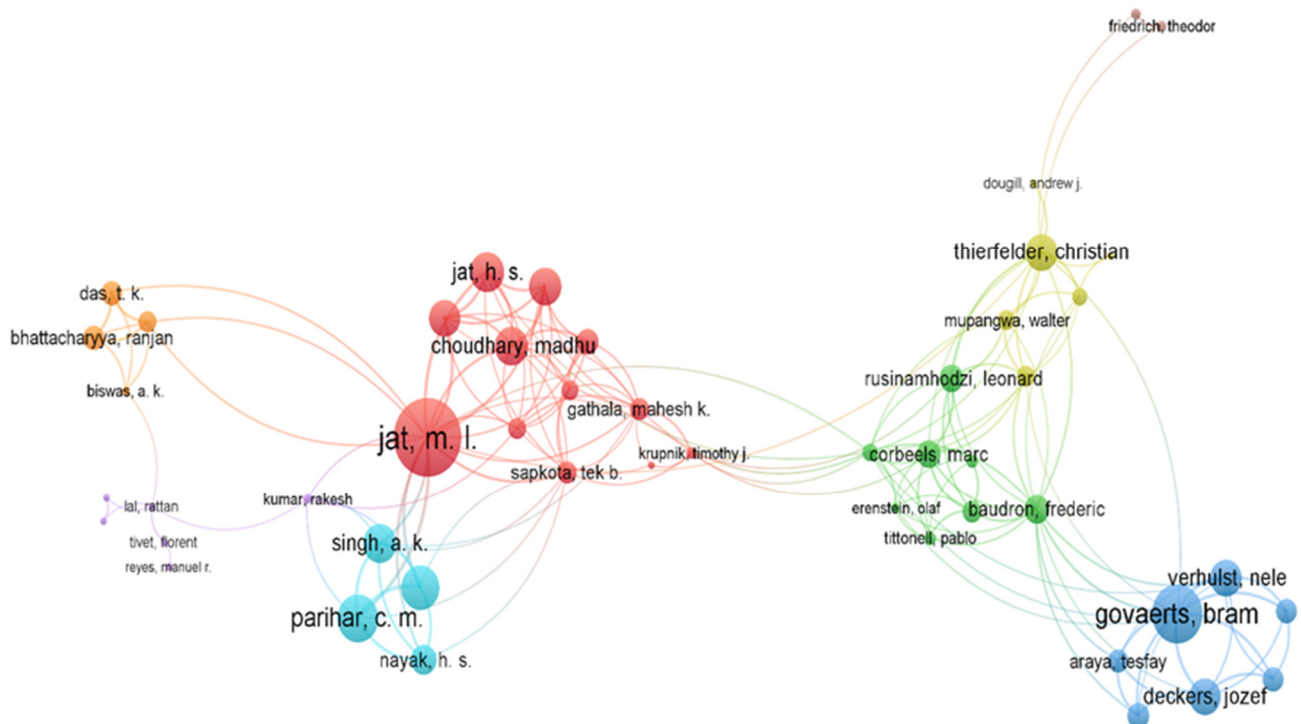 friedrich, theodor
dougill, andrew j.
thierfelder, christian
jat, h. s.
das, t. k.
mupangwa, walter
bhattacharyya, ranjan
choudhary, madhu
rusinamhodzi, leonard
biswas, a. k.
gathala, mahesh k.
jat, m. l.
krupnik, timothy j.
corbeels, marc
sapkota, tek b.
kumar, rakesh
lal, rattan
erenstein, olaf
baudron, frederic
tivet, florent
singh, a. k.
tittonell, pablo
reyes, manuel r.
verhulst, nele
parihar, c. m.
govaerts, bram
nayak, h. s.
araya, tesfay
deckers, jozef